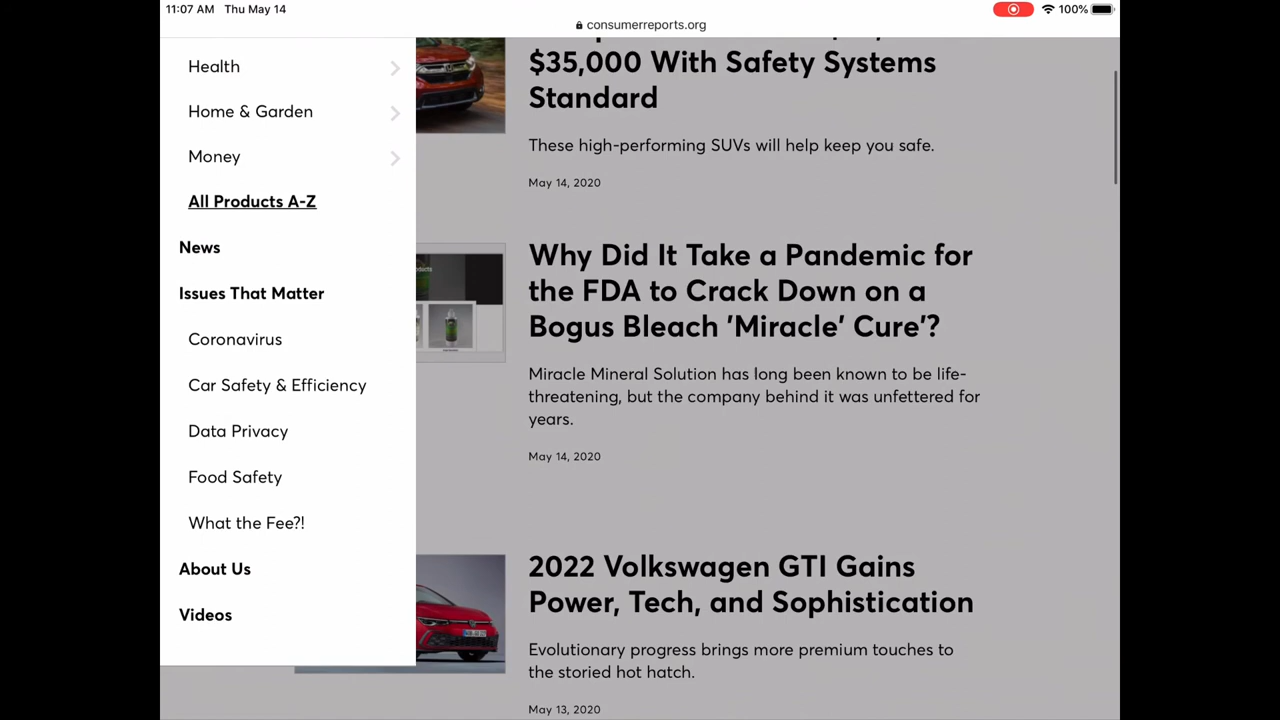 11:07 AM Thu May 14
100%
consumerreports.org
Health
Home & Garden
Money
All Products A-Z
News
Issues That Matter
Coronavirus
Car Safety & Efficiency
Data Privacy
Food Safety
What the Fee?!
About Us
Videos
$35,000 With Safety Systems
Standard
These high-performing SUVs will help keep you safe.
May 14, 2020
Why Did It Take a Pandemic for
the FDA to Crack Down on a
Bogus Bleach 'Miracle' Cure'?
Miracle Mineral Solution has long been known to be life-
threatening, but the company behind it was unfettered for
years.
May 14, 2020
2022 Volkswagen GTI Gains
Power, Tech, and Sophistication
Evolutionary progress brings more premium touches to
the storied hot hatch.
May 13, 2020